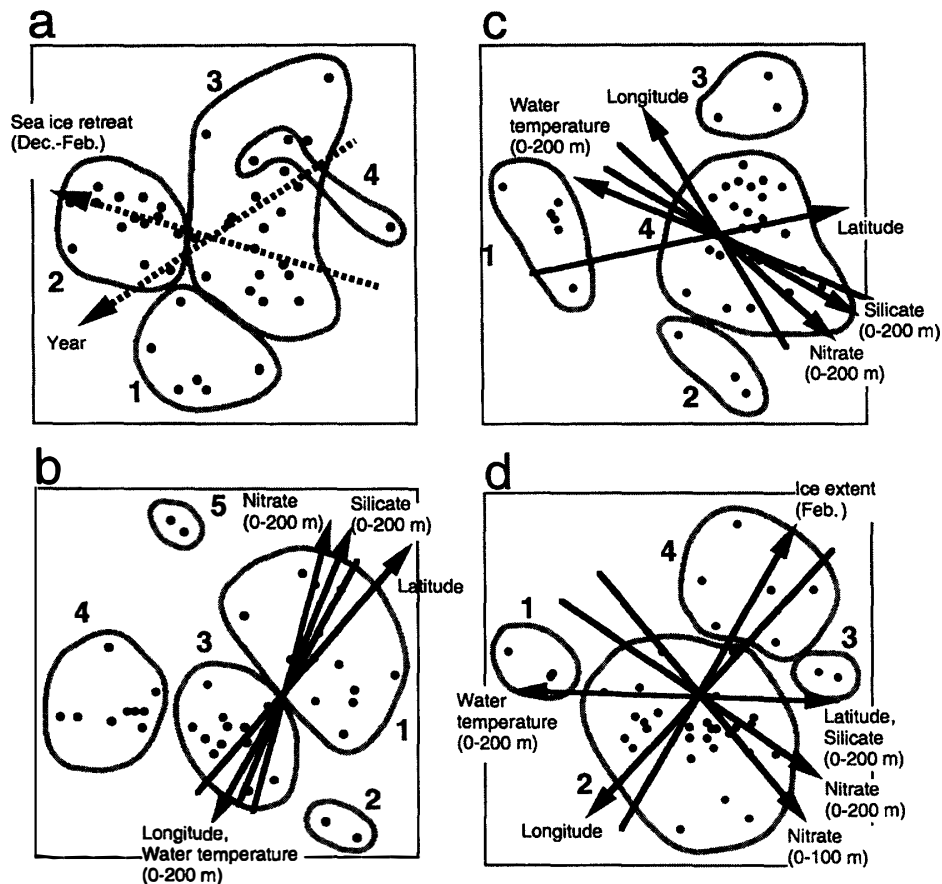 a
3
Sea ice retreat
(Dec.-Feb.)
4
2
Year
1
c
3
Longitude
Water
temperature
(0-200 m)
4
Latitude
1
Silicate
(0-200 m)
Nitrate
(0-200 m)
2
b
5
Nitrate
(0-200 m)
Silicate
(0-200 m)
Latitude
4
3
1
2
Longitude,
Water temperature
(0-200 m)
d
Ice extent
(Feb.)
4
1
3
Water
temperature
(0-200 m)
Latitude,
Silicate
(0-200 m)
2
Nitrate
(0-200 m)
Longitude
Nitrate
(0-100 m)